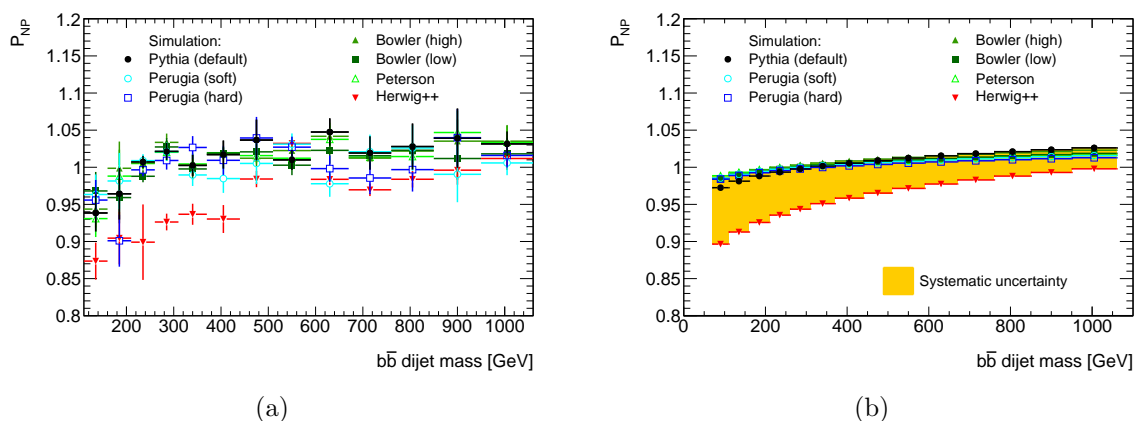 P_NP
1.2
1.15
1.1
1.05
1
0.95
0.9
0.85
0.8
Simulation:
Pythia (default)
Perugia (soft)
Perugia (hard)
Bowler (high)
Bowler (low)
Peterson
Herwig++
200 300 400 500 600 700 800 900 1000
bb̅ dijet mass [GeV]
(a)
P_NP
1.2
1.15
1.1
1.05
1
0.95
0.9
0.85
0.8
Simulation:
Pythia (default)
Perugia (soft)
Perugia (hard)
Bowler (high)
Bowler (low)
Peterson
Herwig++
Systematic uncertainty
0 200 400 600 800 1000
bb̅ dijet mass [GeV]
(b)